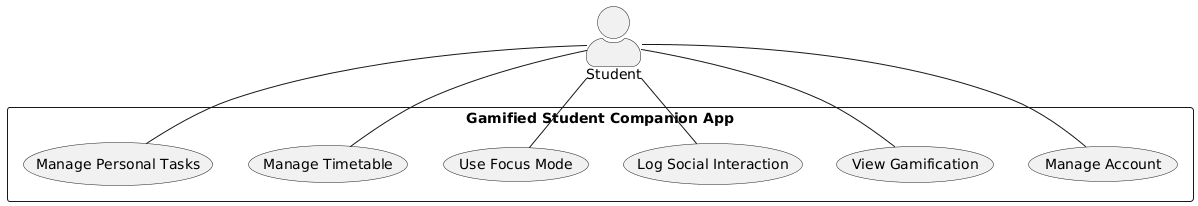 Student
Gamified Student Companion App
Manage Personal Tasks
Manage Timetable
Use Focus Mode
Log Social Interaction
View Gamification
Manage Account